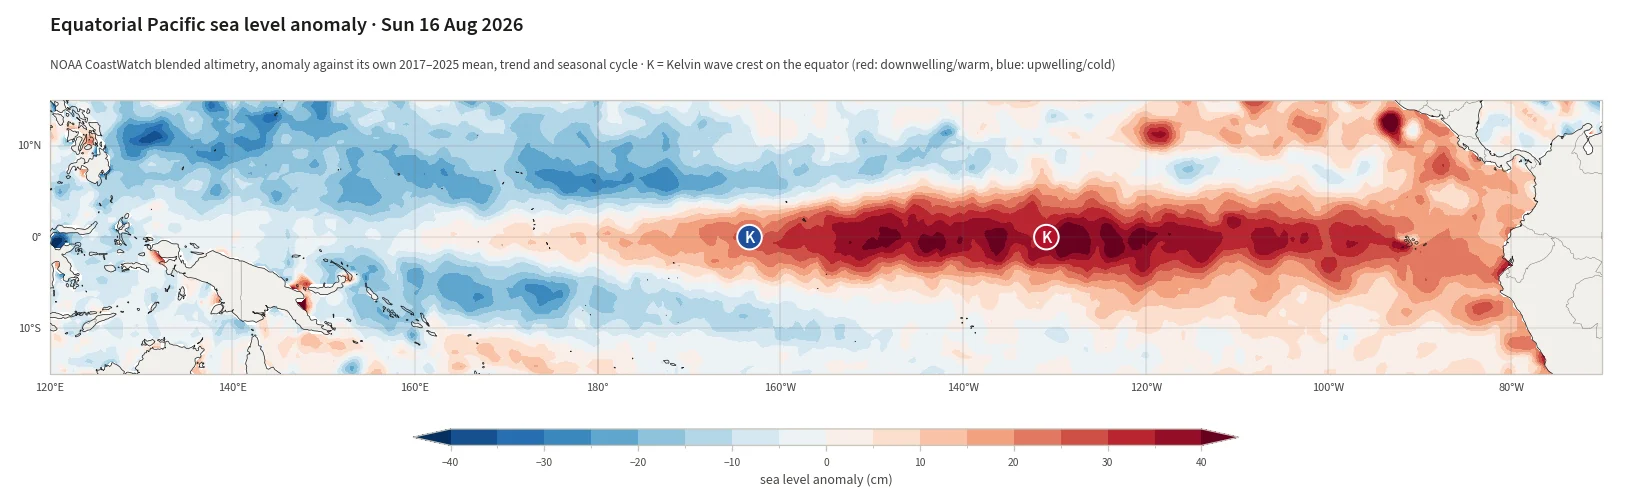 Equatorial Pacific sea level anomaly · Sun 16 Aug 2026
NOAA CoastWatch blended altimetry, anomaly against its own 2017–2025 mean, trend and seasonal cycle · K = Kelvin wave crest on the equator (red: downwelling/warm, blue: upwelling/cold)
10°N
0°
K K
10°S
120°E 140°E 160°E 180° 160°W 140°W 120°W 100°W 80°W
−40 −30 −20 −10 0 10 20 30 40
sea level anomaly (cm)